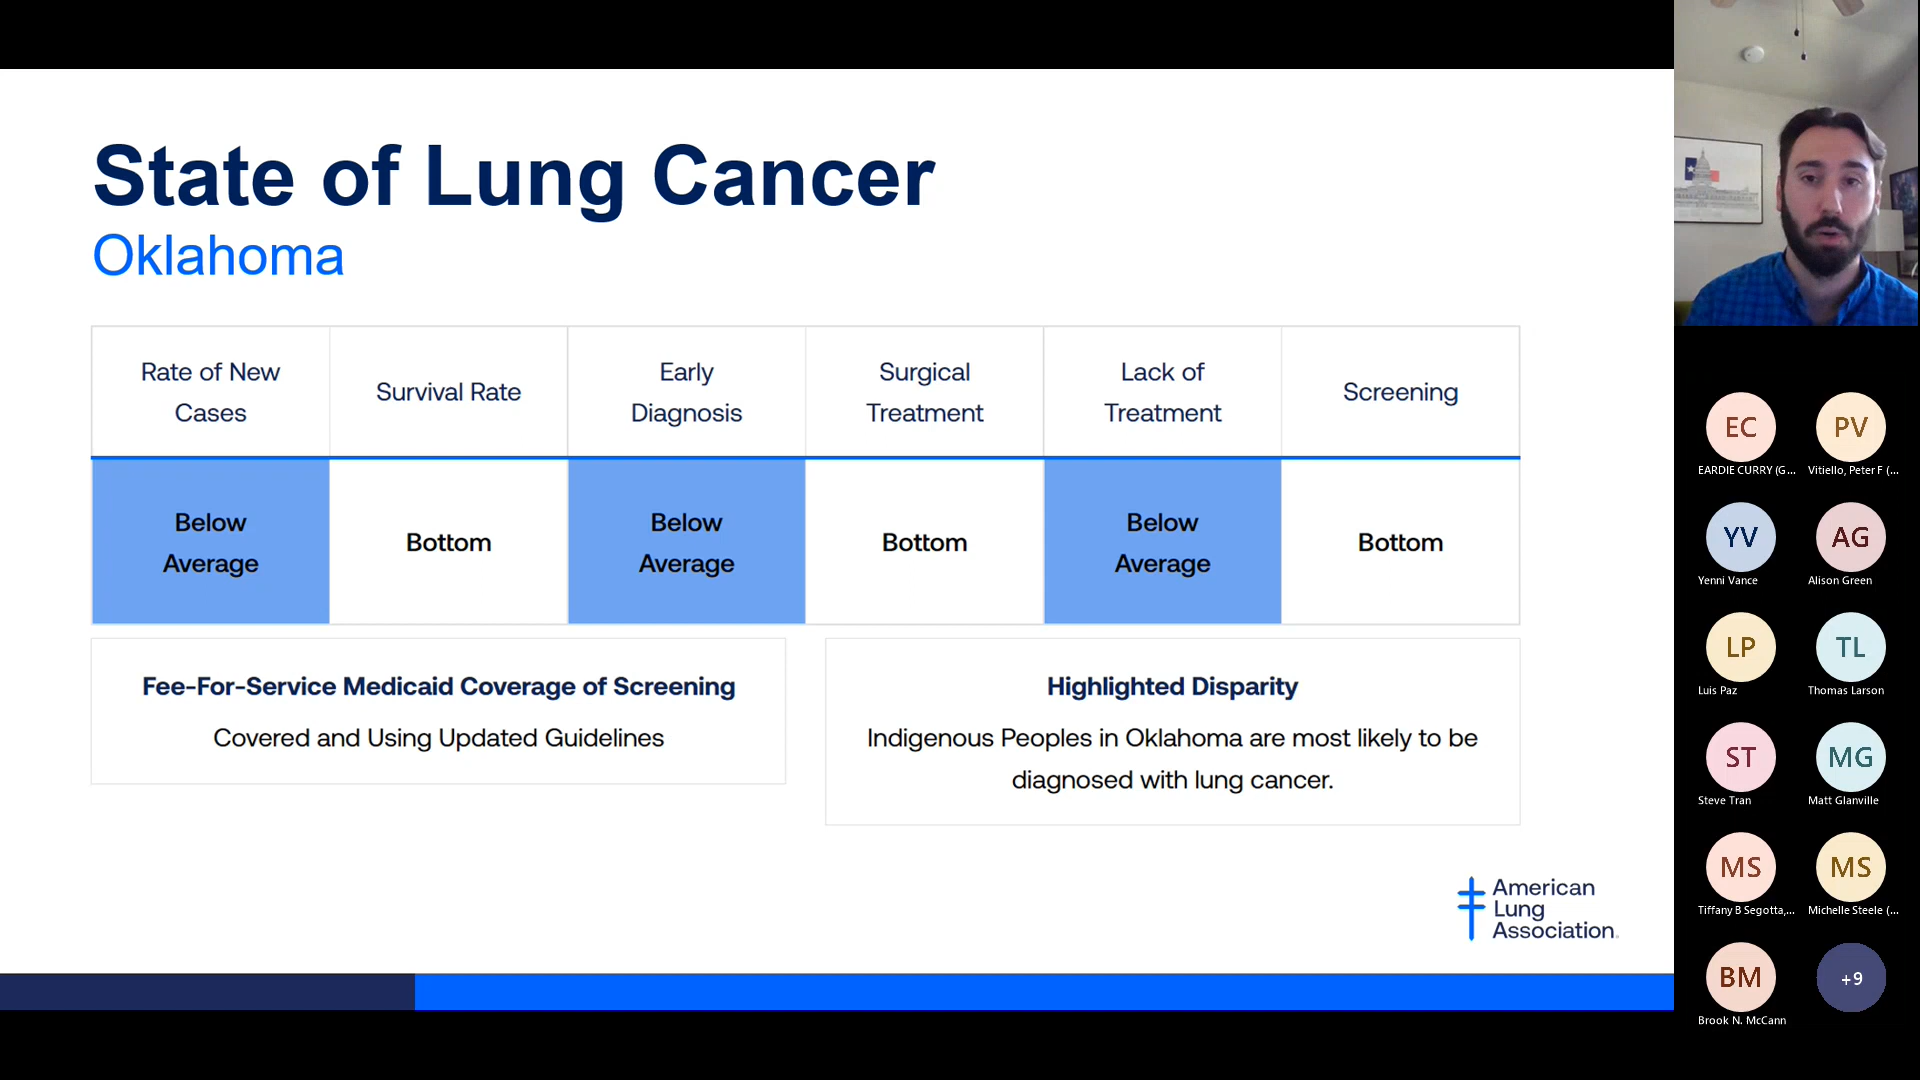 State of Lung Cancer
Oklahoma
Rate of New
Cases
Survival Rate
Early
Diagnosis
Surgical
Treatment
Lack of
Treatment
Screening
Below
Average
Bottom
Below
Average
Bottom
Below
Average
Bottom
Fee-For-Service Medicaid Coverage of Screening
Covered and Using Updated Guidelines
Highlighted Disparity
Indigenous Peoples in Oklahoma are most likely to be
diagnosed with lung cancer.
American
Lung
Association.
EC
EARDIE CURRY (G...
PV
Vitiello, Peter F (...
YV
Yenni Vance
AG
Alison Green
LP
Luis Paz
TL
Thomas Larson
ST
Steve Tran
MG
Matt Glanville
MS
Tiffany B Segotta,...
MS
Michelle Steele (...
BM
Brook N. McCann
+9